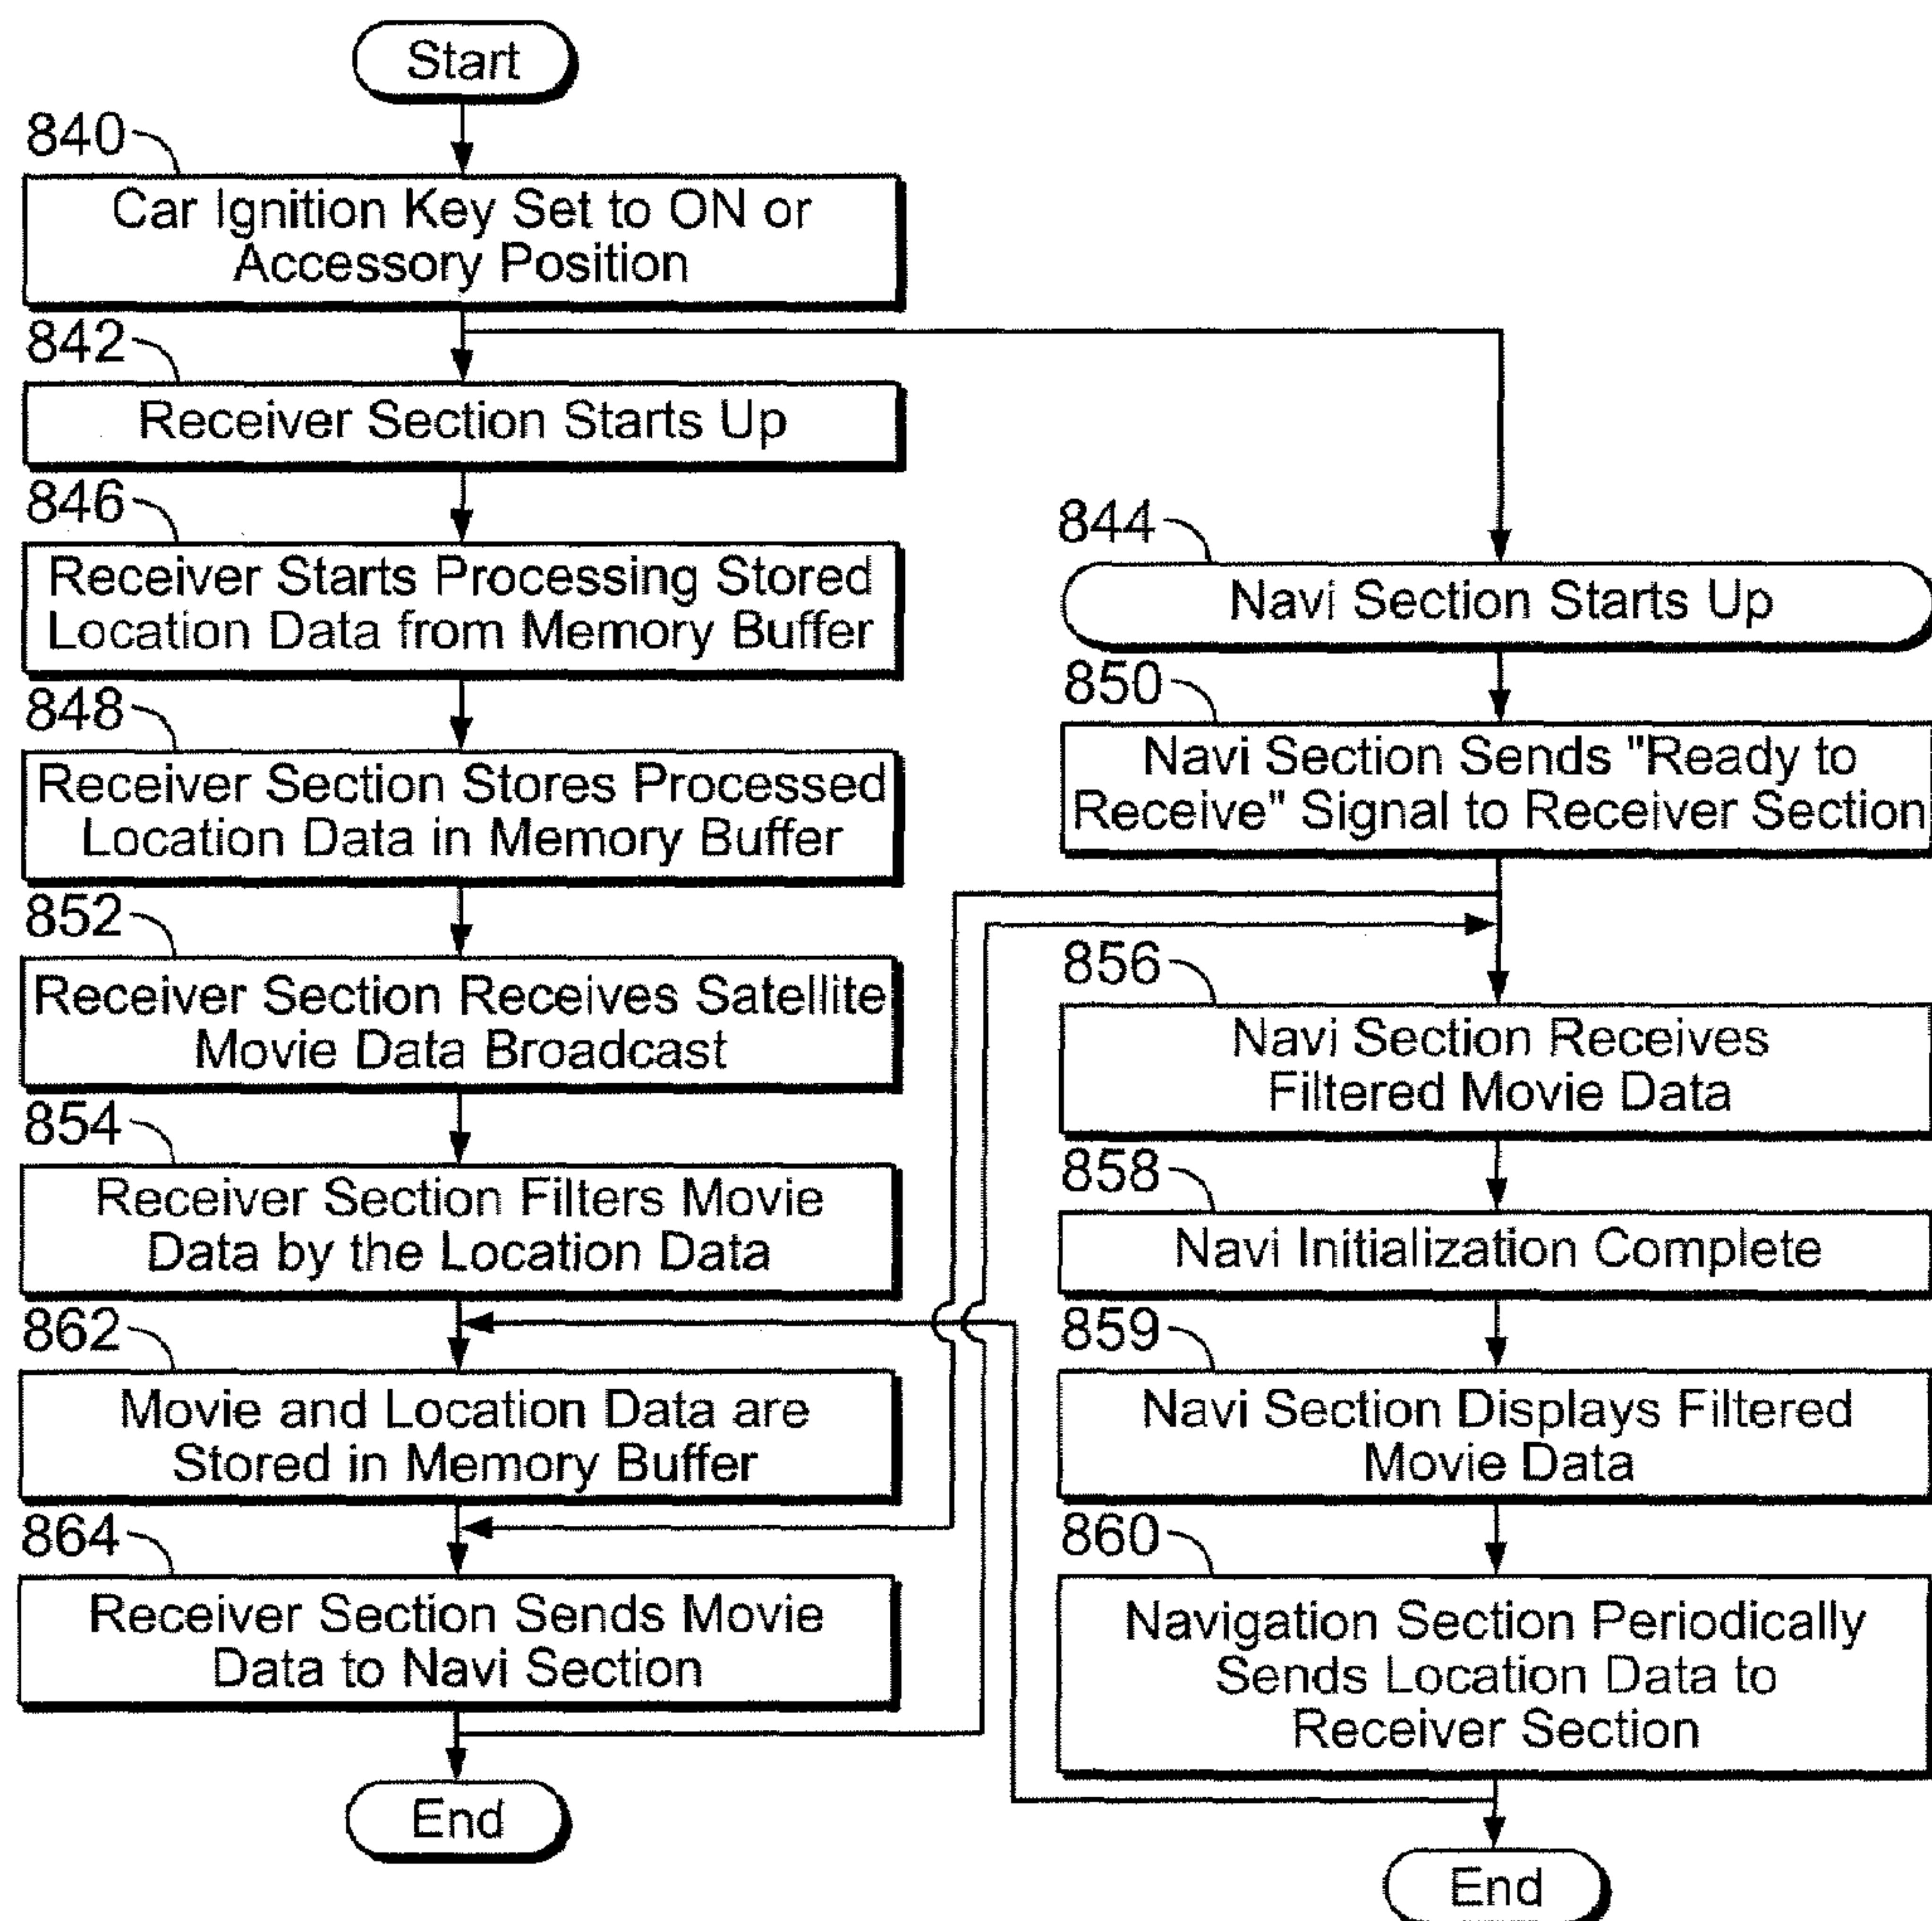 Start
840
Car Ignition Key Set to ON or
Accessory Position
842
Receiver Section Starts Up
846
Receiver Starts Processing Stored
Location Data from Memory Buffer
848
Receiver Section Stores Processed
Location Data in Memory Buffer
852
Receiver Section Receives Satellite
Movie Data Broadcast
854
Receiver Section Filters Movie
Data by the Location Data
862
Movie and Location Data are
Stored in Memory Buffer
864
Receiver Section Sends Movie
Data to Navi Section
End
844
Navi Section Starts Up
850
Navi Section Sends "Ready to
Receive" Signal to Receiver Section
856
Navi Section Receives
Filtered Movie Data
858
Navi Initialization Complete
859
Navi Section Displays Filtered
Movie Data
860
Navigation Section Periodically
Sends Location Data to
Receiver Section
End